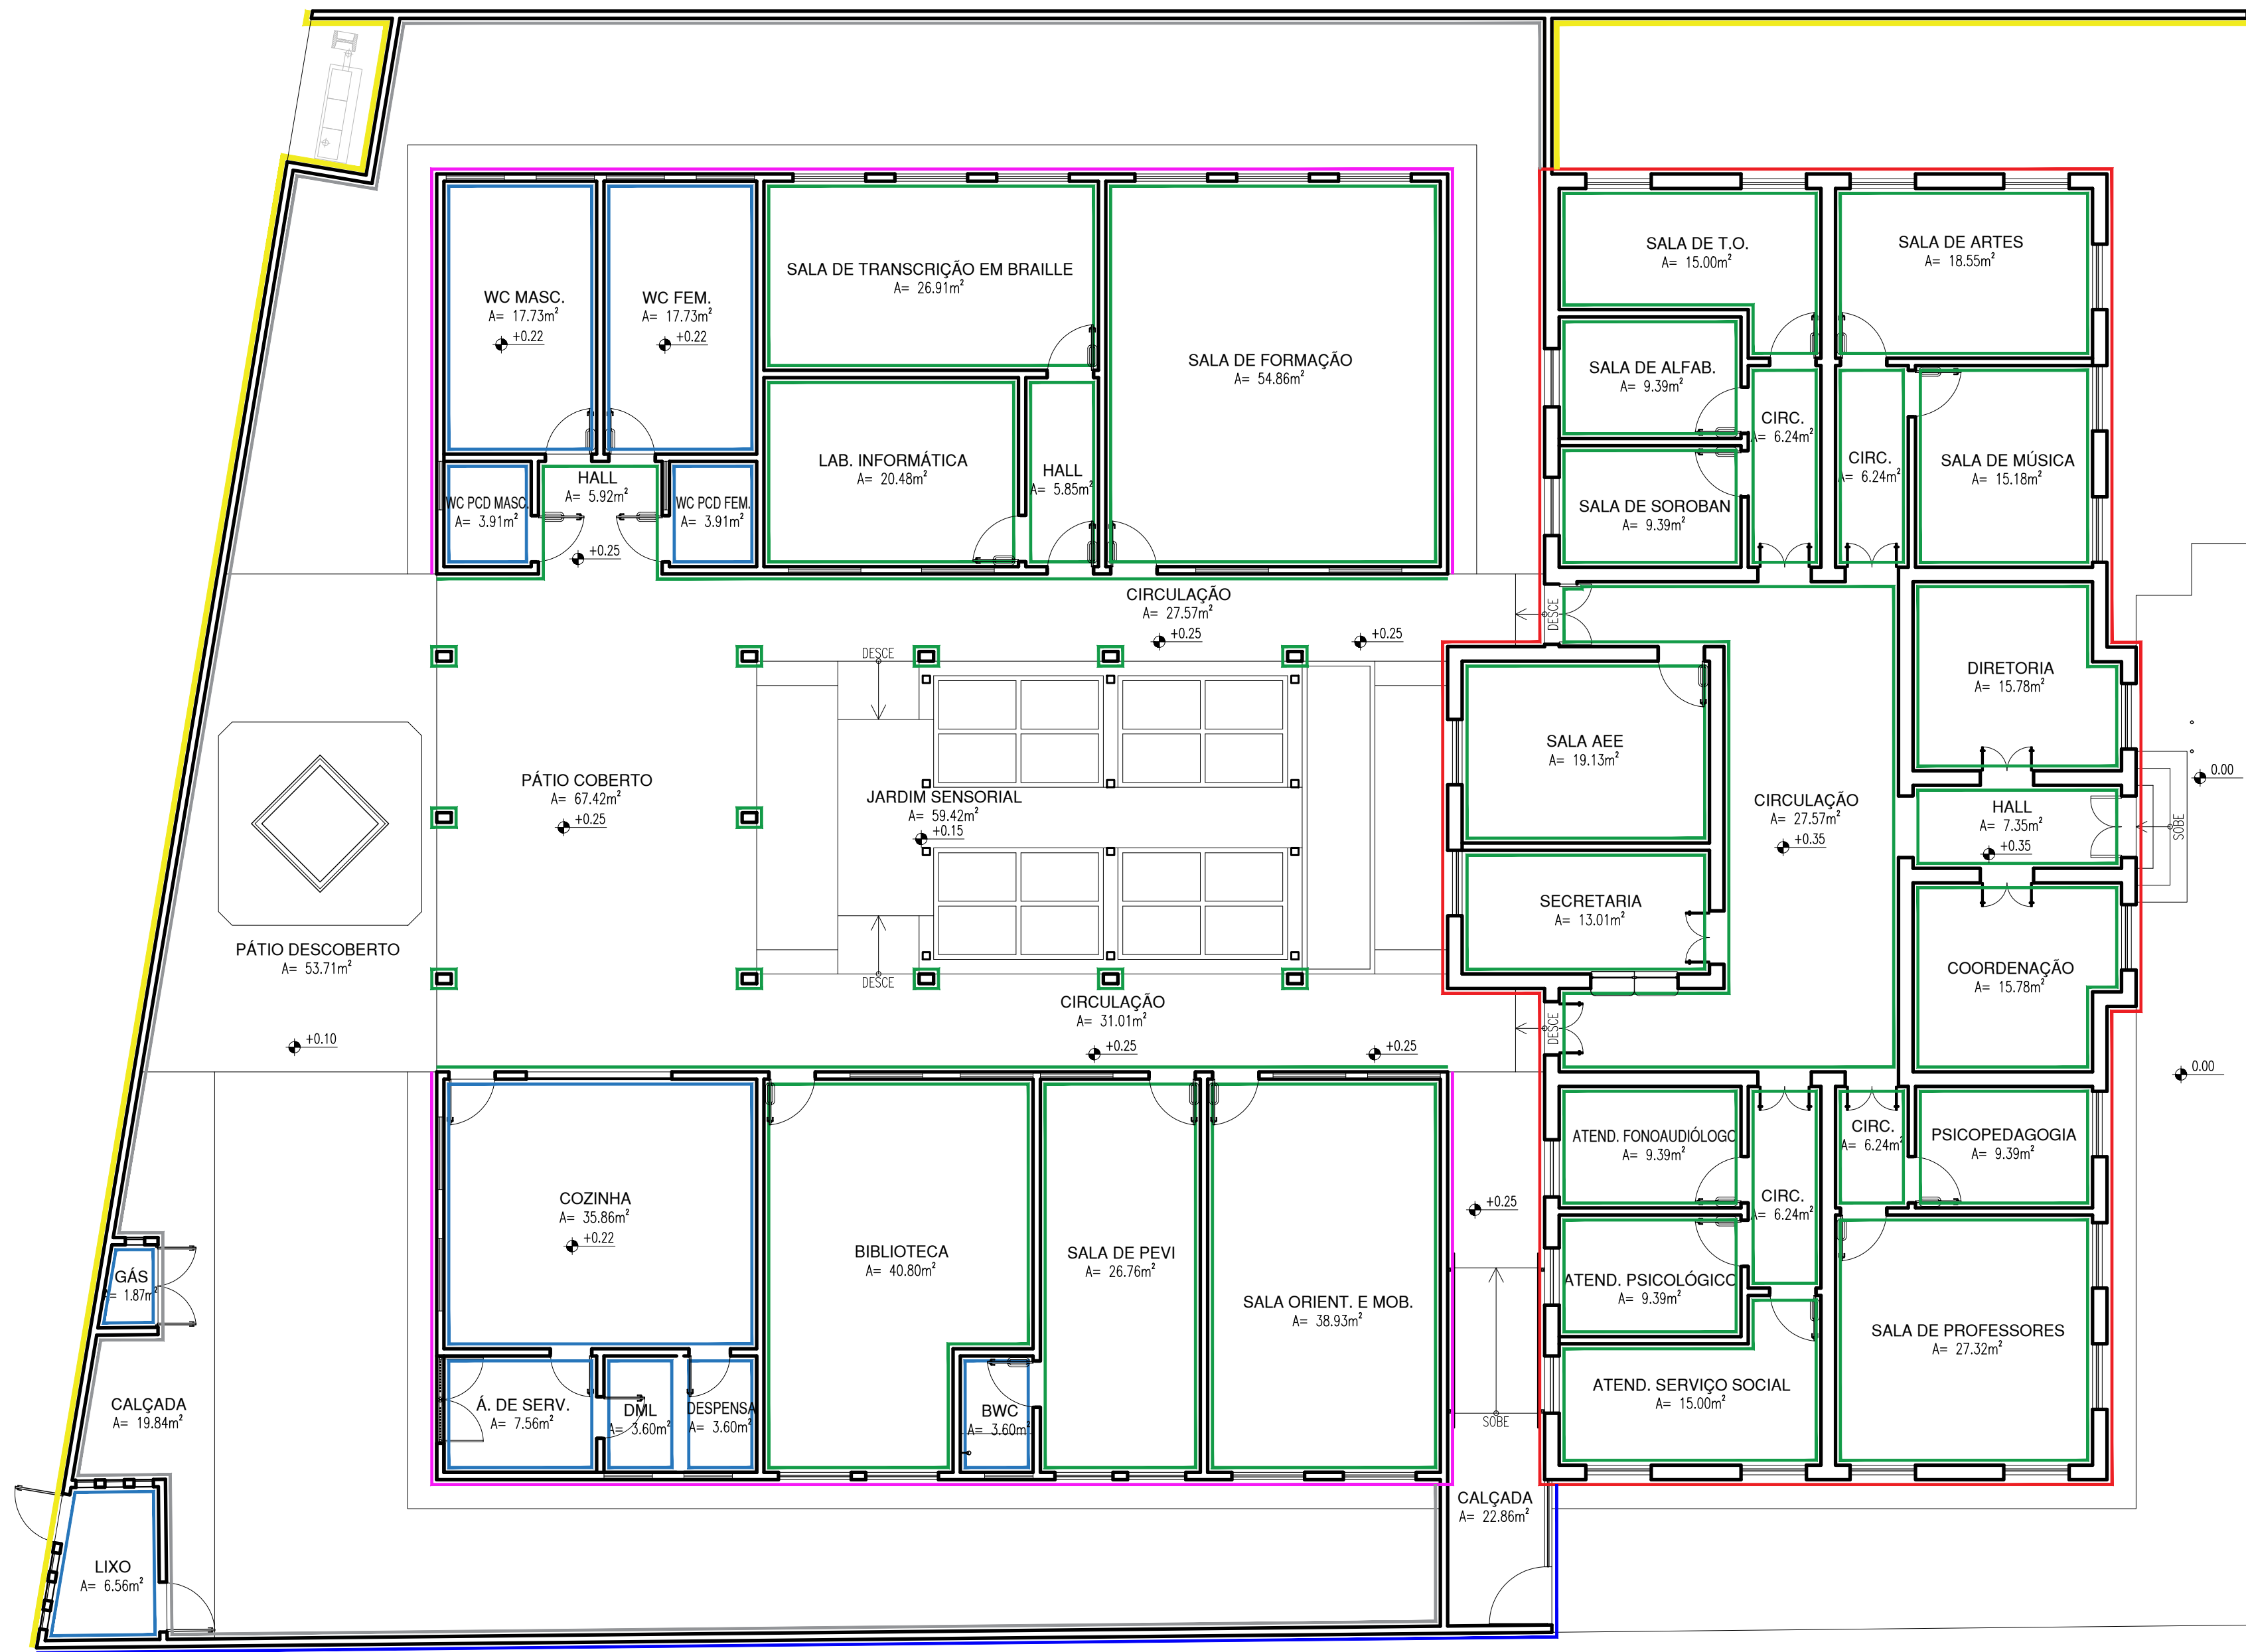 WC MASC.
A= 17.73m²
+0.22
WC FEM.
A= 17.73m²
+0.22
SALA DE TRANSCRIÇÃO EM BRAILLE
A= 26.91m²
SALA DE FORMAÇÃO
A= 54.86m²
SALA DE T.O.
A= 15.00m²
SALA DE ARTES
A= 18.55m²
SALA DE ALFAB.
A= 9.39m²
CIRC.
A= 6.24m²
CIRC.
A= 6.24m²
SALA DE MÚSICA
A= 15.18m²
LAB. INFORMÁTICA
A= 20.48m²
HALL
A= 5.85m²
HALL
A= 5.92m²
+0.25
WC PCD MASC.
A= 3.91m²
WC PCD FEM.
A= 3.91m²
SALA DE SOROBAN
A= 9.39m²
CIRCULAÇÃO
A= 27.57m²
+0.25
+0.25
DESCE
DESCE
DIRETORIA
A= 15.78m²
SALA AEE
A= 19.13m²
PÁTIO COBERTO
A= 67.42m²
+0.25
JARDIM SENSORIAL
A= 59.42m²
+0.15
CIRCULAÇÃO
A= 27.57m²
+0.35
HALL
A= 7.35m²
+0.35
SOBE
0.00
SECRETARIA
A= 13.01m²
PÁTIO DESCOBERTO
A= 53.71m²
+0.10
COORDENAÇÃO
A= 15.78m²
DESCE
CIRCULAÇÃO
A= 31.01m²
+0.25
+0.25
DESCE
0.00
ATEND. FONOAUDIÓLOGO
A= 9.39m²
CIRC.
A= 6.24m²
PSICOPEDAGOGIA
A= 9.39m²
COZINHA
A= 35.86m²
+0.22
BIBLIOTECA
A= 40.80m²
SALA DE PEVI
A= 26.76m²
SALA ORIENT. E MOB.
A= 38.93m²
+0.25
CIRC.
A= 6.24m²
ATEND. PSICOLÓGICO
A= 9.39m²
SALA DE PROFESSORES
A= 27.32m²
GÁS
A= 1.87m²
CALÇADA
A= 19.84m²
Á. DE SERV.
A= 7.56m²
DML
A= 3.60m²
DESPENSA
A= 3.60m²
BWC
A= 3.60m²
SOBE
ATEND. SERVIÇO SOCIAL
A= 15.00m²
CALÇADA
A= 22.86m²
LIXO
A= 6.56m²